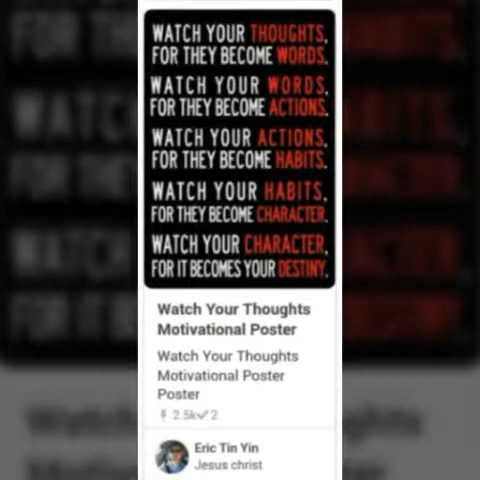 WATCH YOUR THOUGHTS,
FOR THEY BECOME WORDS.
WATCH YOUR WORDS,
FOR THEY BECOME ACTIONS.
WATCH YOUR ACTIONS,
FOR THEY BECOME HABITS.
WATCH YOUR HABITS,
FOR THEY BECOME CHARACTER.
WATCH YOUR CHARACTER,
FOR IT BECOMES YOUR DESTINY.
Watch Your Thoughts
Motivational Poster
Watch Your Thoughts
Motivational Poster
Poster
2.5k 2
Eric Tin Yin
Jesus christ